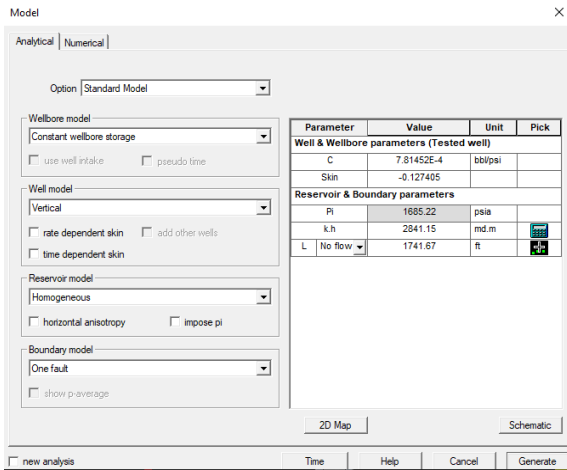 Model
Analytical Numerical
Option Standard Model
Wellbore model
Constant wellbore storage
use well intake pseudo time
Well model
Vertical
rate dependent skin add other wells
time dependent skin
Reservoir model
Homogeneous
horizontal anisotropy impose pi
Boundary model
One fault
show p-average
Parameter Value Unit Pick
Well & Wellbore parameters (Tested well)
C 7.81452E-4 bbl/psi
Skin -0.127405
Reservoir & Boundary parameters
Pi 1685.22 psia
k.h 2841.15 md.m
L No flow 1741.67 ft
2D Map Schematic
new analysis Time Help Cancel Generate